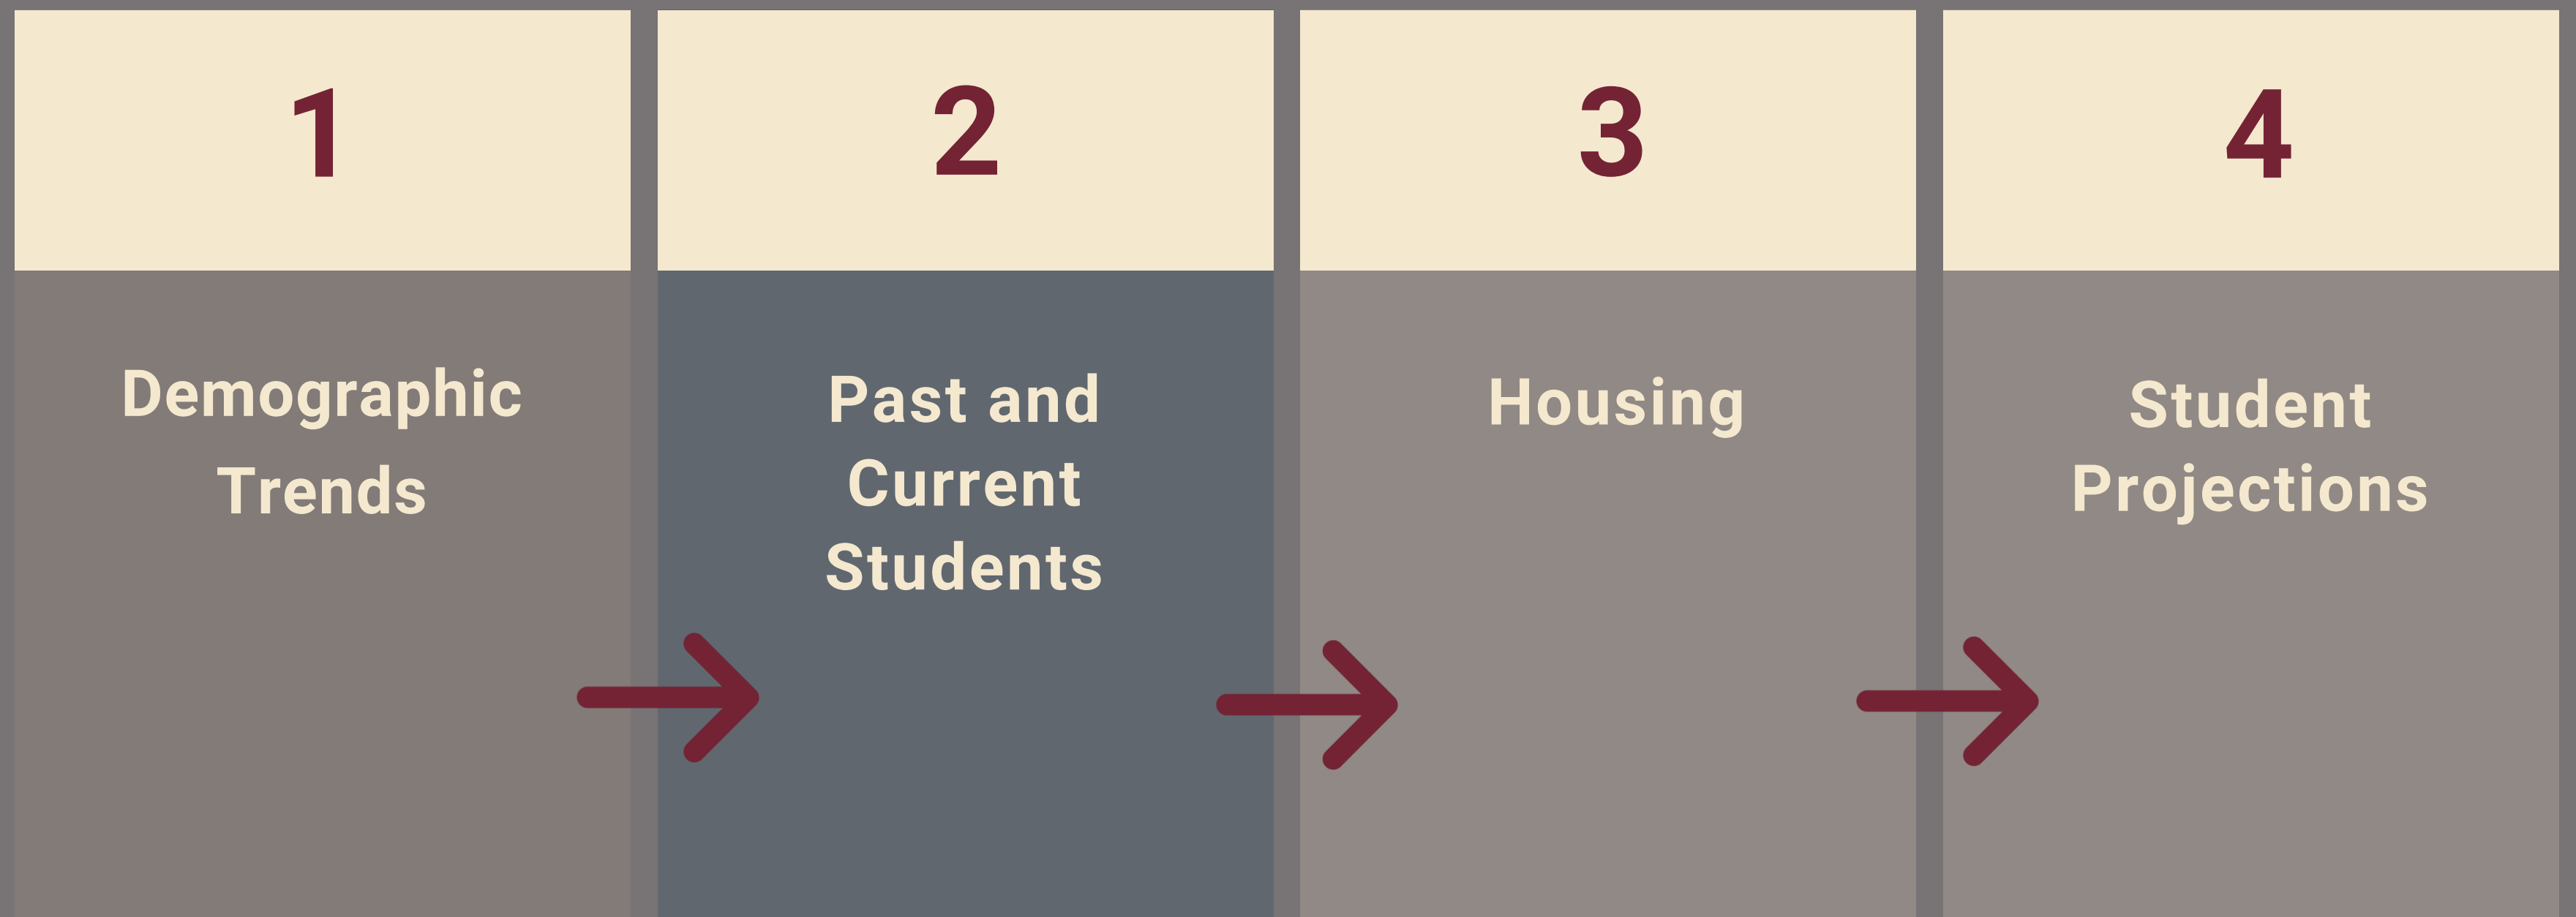 1
Demographic
Trends
2
Past and
Current
Students
3
Housing
4
Student
Projections